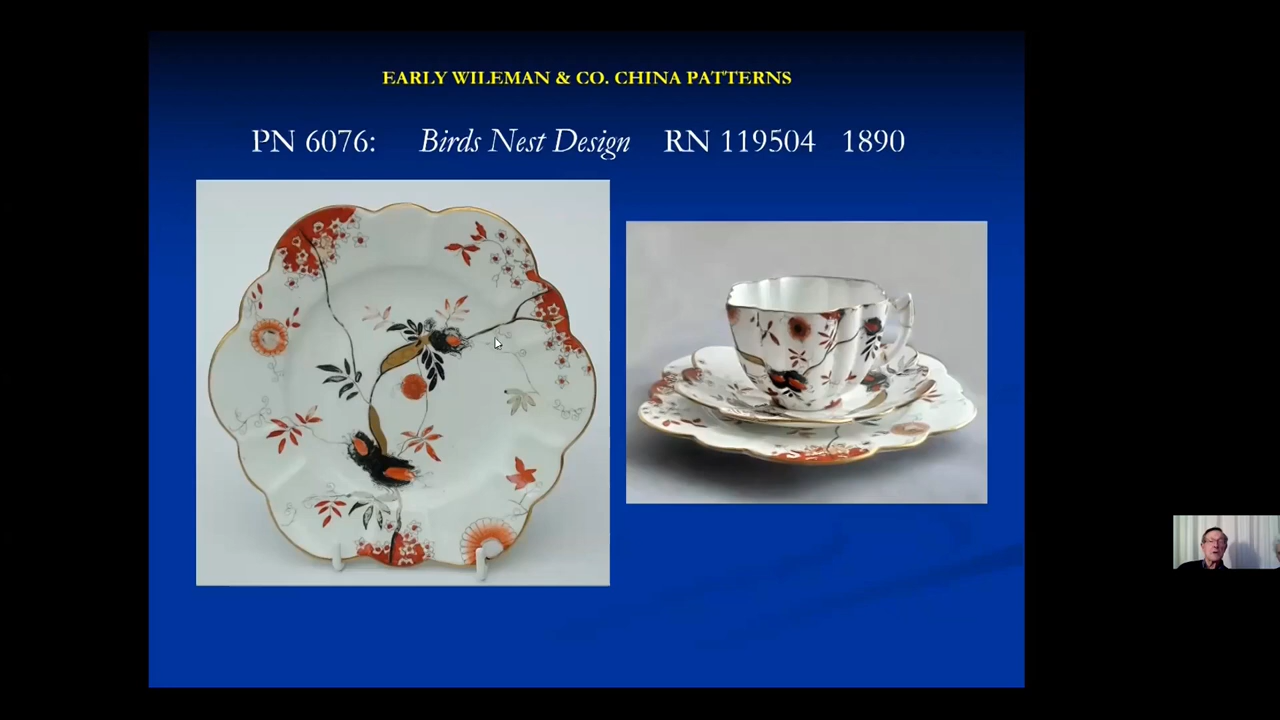 EARLY WILEMAN & CO. CHINA PATTERNS
PN 6076: Birds Nest Design RN 119504 1890